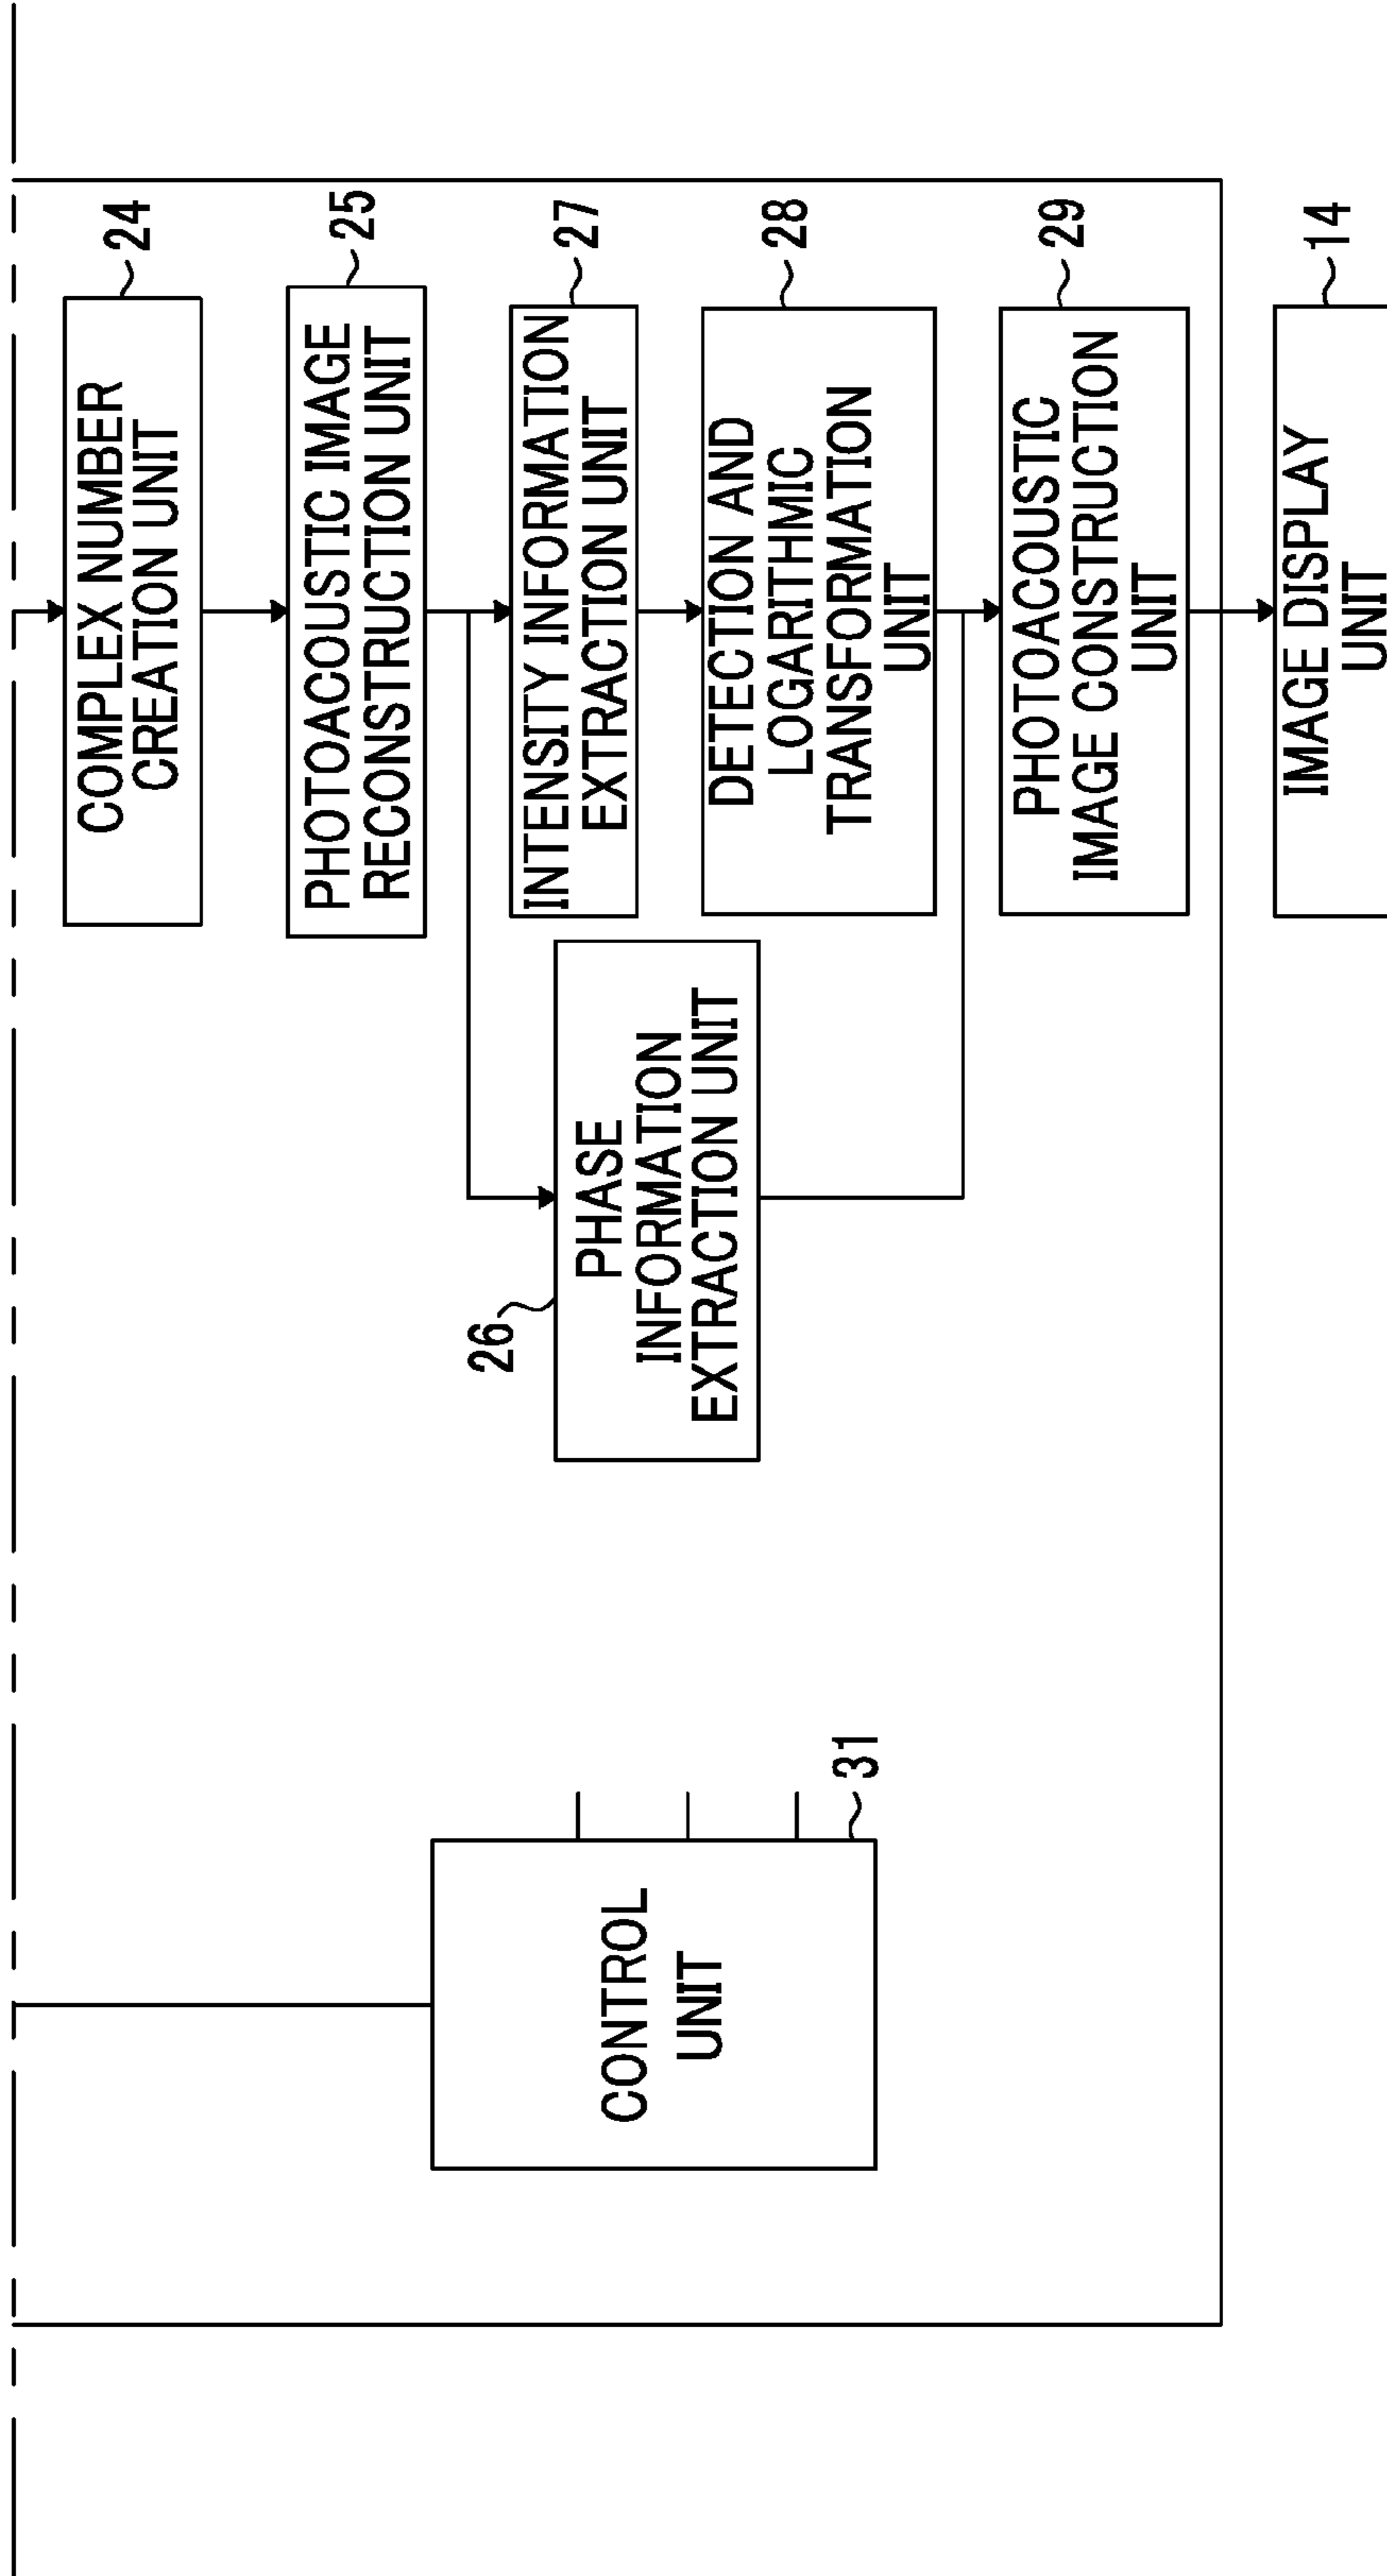 COMPLEX NUMBER
CREATION UNIT
24
PHOTOACOUSTIC IMAGE
RECONSTRUCTION UNIT
25
INTENSITY INFORMATION
EXTRACTION UNIT
27
PHASE
INFORMATION
EXTRACTION UNIT
26
DETECTION AND
LOGARITHMIC
TRANSFORMATION
UNIT
28
PHOTOACOUSTIC
IMAGE CONSTRUCTION
UNIT
29
IMAGE DISPLAY
UNIT
14
CONTROL
UNIT
31